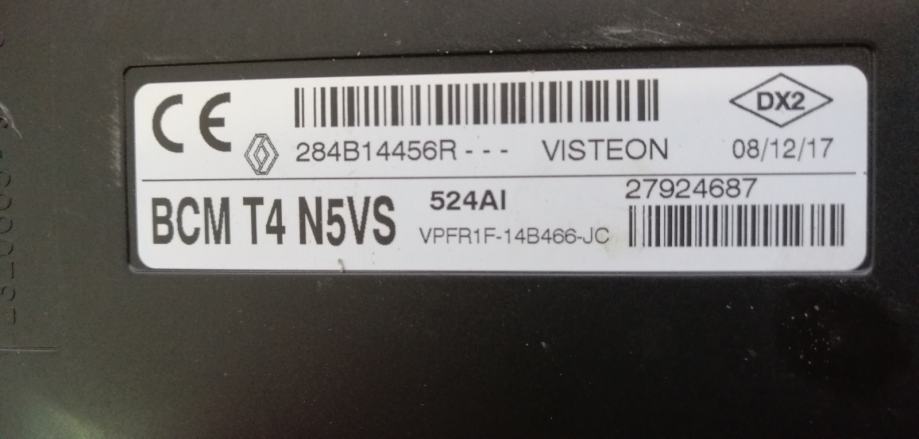 CE
DX2
284B14456R - - - VISTEON 08/12/17
BCM T4 N5VS
524AI
27924687
VPFR1F-14B466-JC